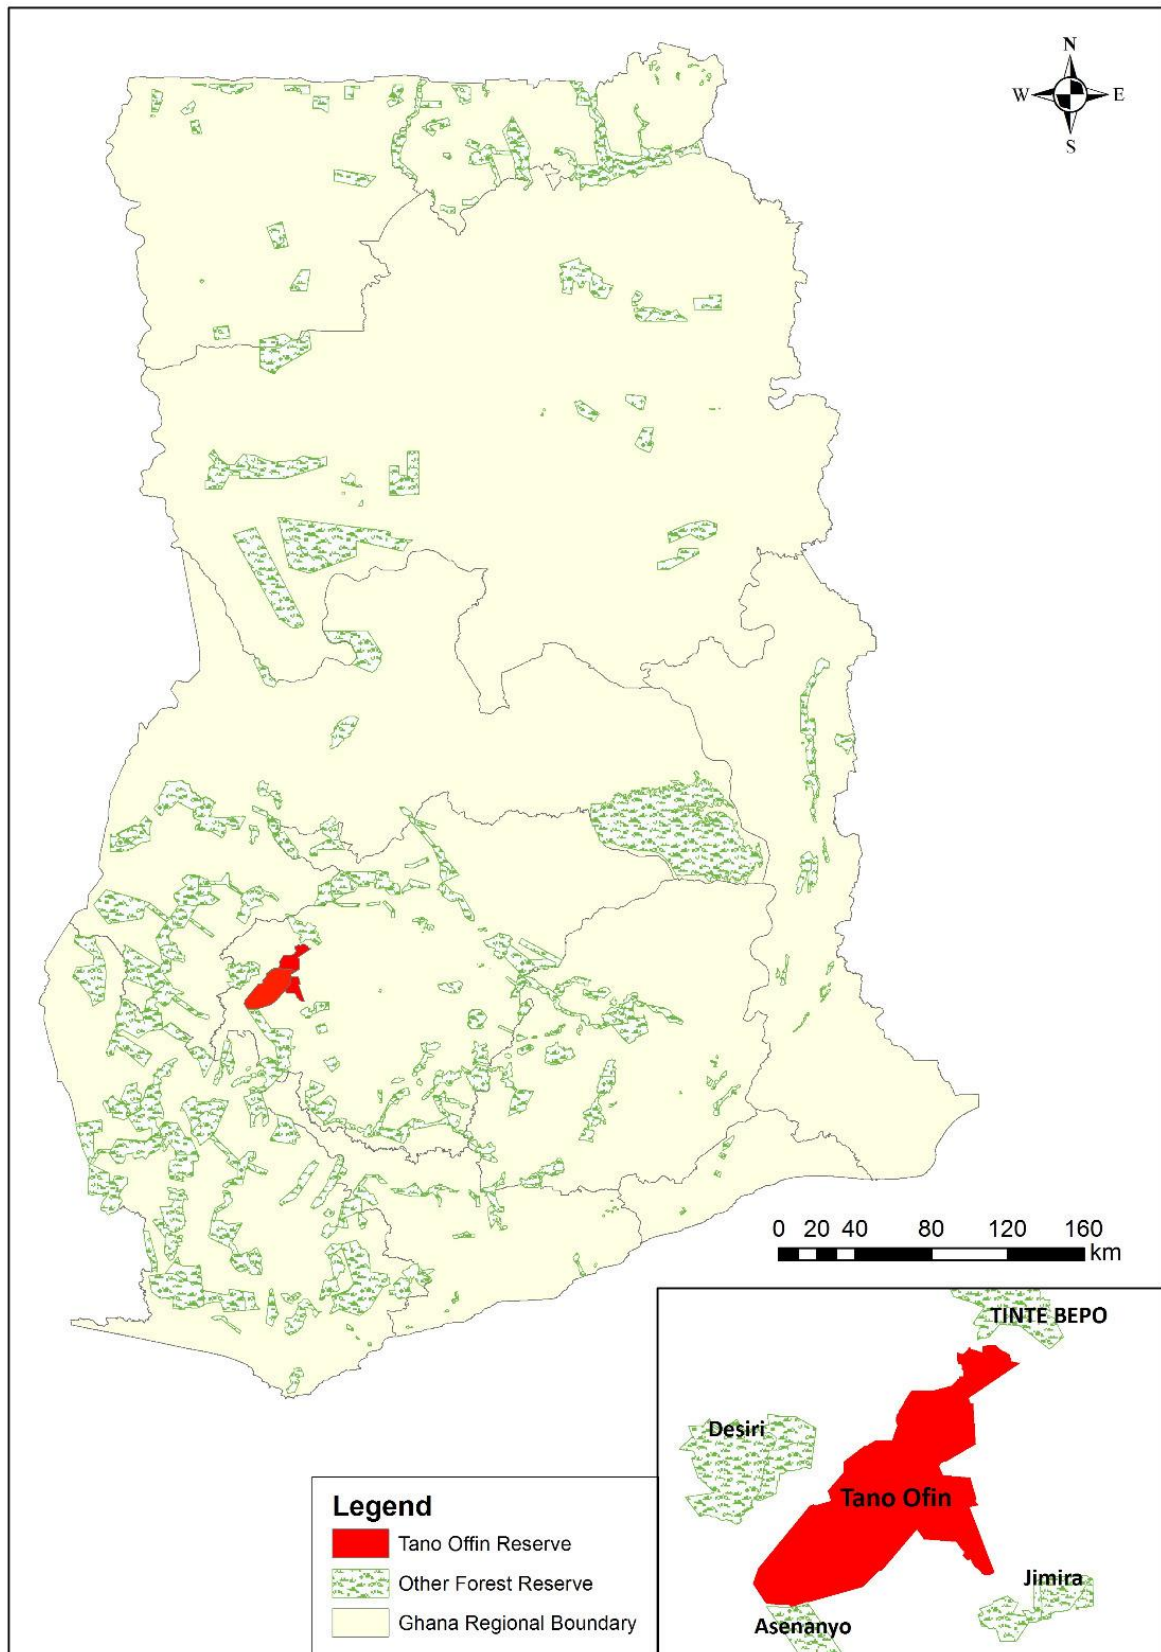 N
W E
S
0 20 40 80 120 160
km
TINTE BEPO
Desiri
Tano Ofin
Jimira
Asenanyo
Legend
Tano Offin Reserve
Other Forest Reserve
Ghana Regional Boundary